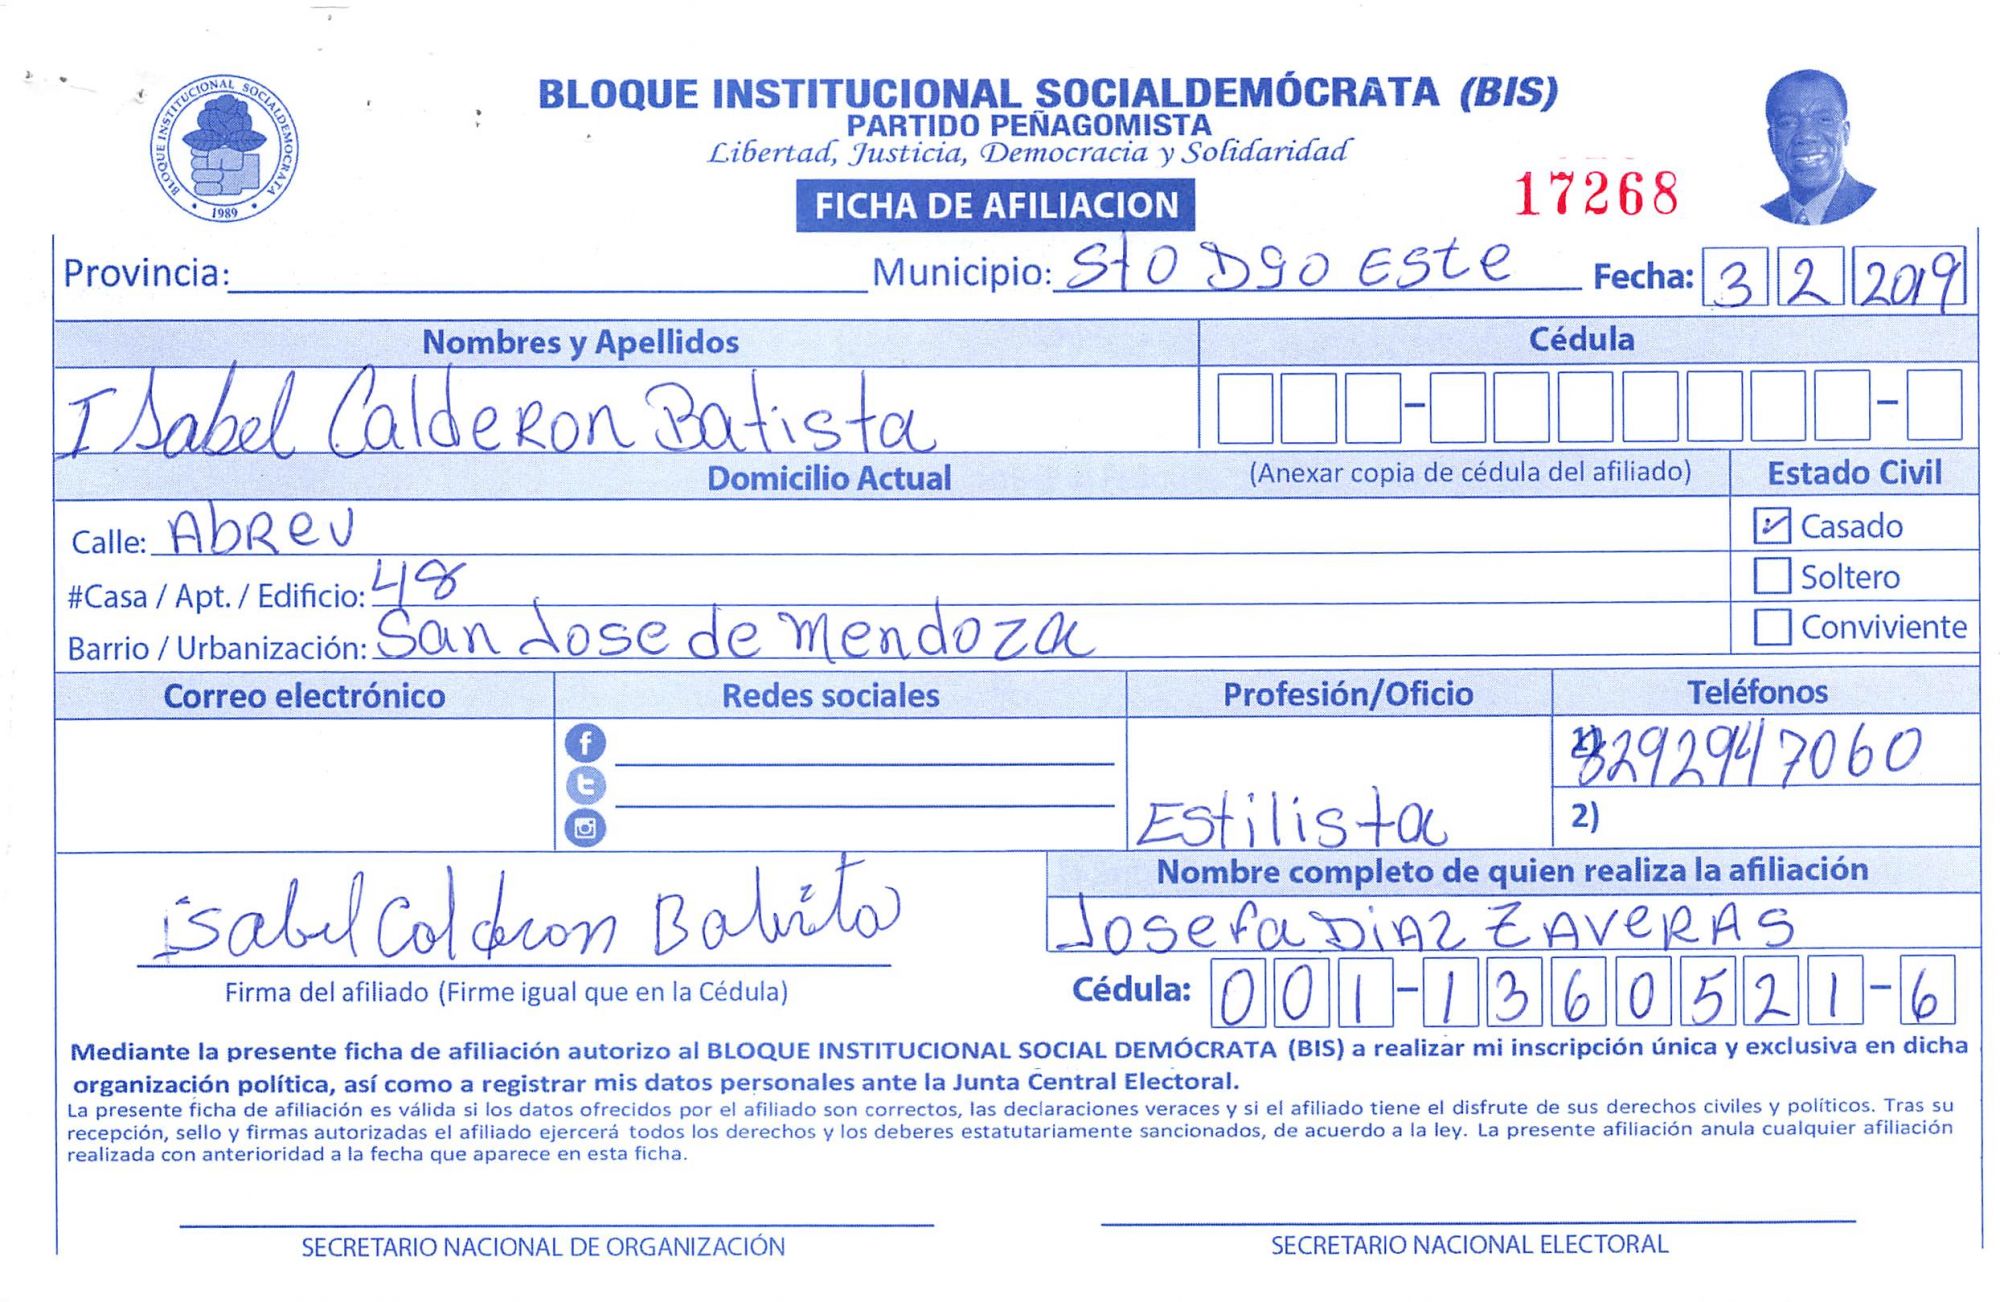 BLOQUE INSTITUCIONAL SOCIALDEMÓCRATA (BIS)
PARTIDO PEÑAGOMISTA
Libertad, Justicia, Democracia y Solidaridad
BLOQUE INSTITUCIONAL SOCIALDEMOCRATA
1989
FICHA DE AFILIACION
17268
Provincia: Municipio: Sto Dgo Este Fecha: 3 2 2019
Nombres y Apellidos Cédula
Isabel Calderon Batista
Domicilio Actual (Anexar copia de cédula del afiliado) Estado Civil
Calle: Abreu Casado
#Casa / Apt. / Edificio: 48 Soltero
Barrio / Urbanización: San Jose de Mendoza Conviviente
Correo electrónico Redes sociales Profesión/Oficio Teléfonos
1) 8292947060
Estilista 2)
Nombre completo de quien realiza la afiliación
Isabel Calderon Batista Josefa DiAz ZAveRAS
Firma del afiliado (Firme igual que en la Cédula) Cédula: 001-1360521-6
Mediante la presente ficha de afiliación autorizo al BLOQUE INSTITUCIONAL SOCIAL DEMÓCRATA (BIS) a realizar mi inscripción única y exclusiva en dicha
organización política, así como a registrar mis datos personales ante la Junta Central Electoral.
La presente ficha de afiliación es válida si los datos ofrecidos por el afiliado son correctos, las declaraciones veraces y si el afiliado tiene el disfrute de sus derechos civiles y políticos. Tras su
recepción, sello y firmas autorizadas el afiliado ejercerá todos los derechos y los deberes estatutariamente sancionados, de acuerdo a la ley. La presente afiliación anula cualquier afiliación
realizada con anterioridad a la fecha que aparece en esta ficha.
SECRETARIO NACIONAL DE ORGANIZACIÓN SECRETARIO NACIONAL ELECTORAL